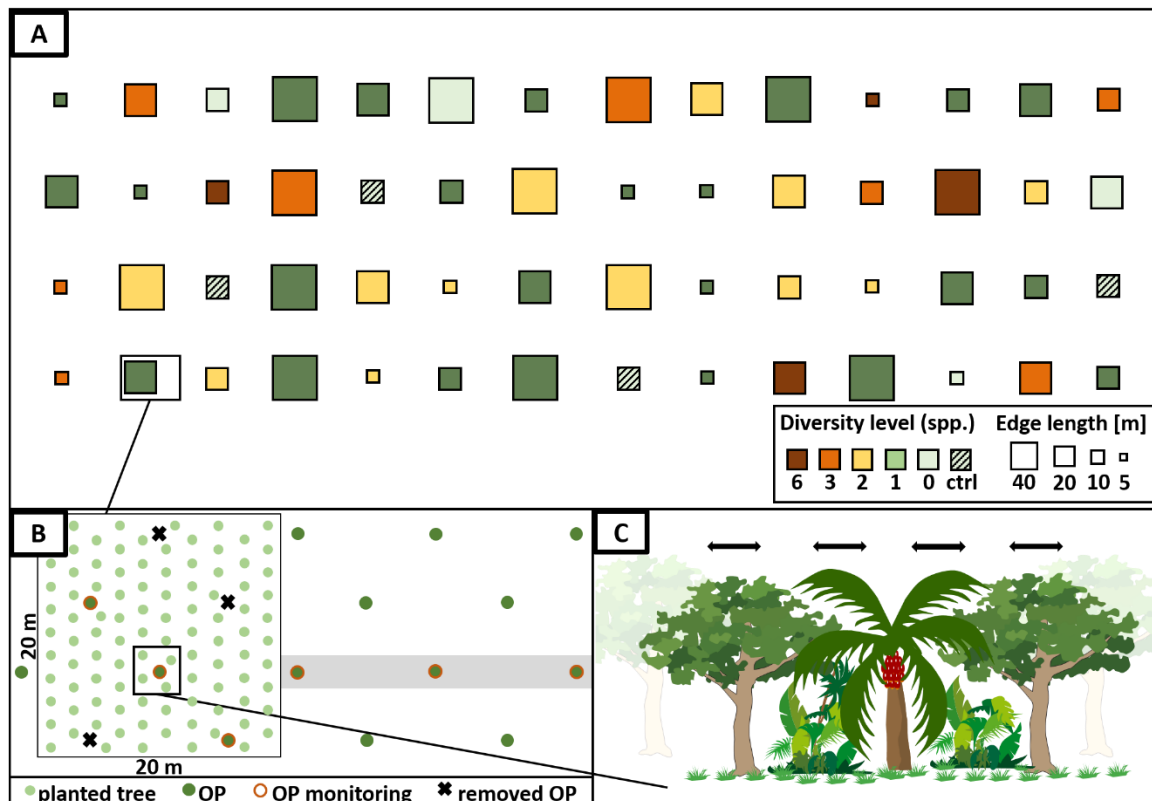 A
Diversity level (spp.) Edge length [m]
6 3 2 1 0 ctrl 40 20 10 5
B
C
20 m
20 m
planted tree OP OP monitoring removed OP